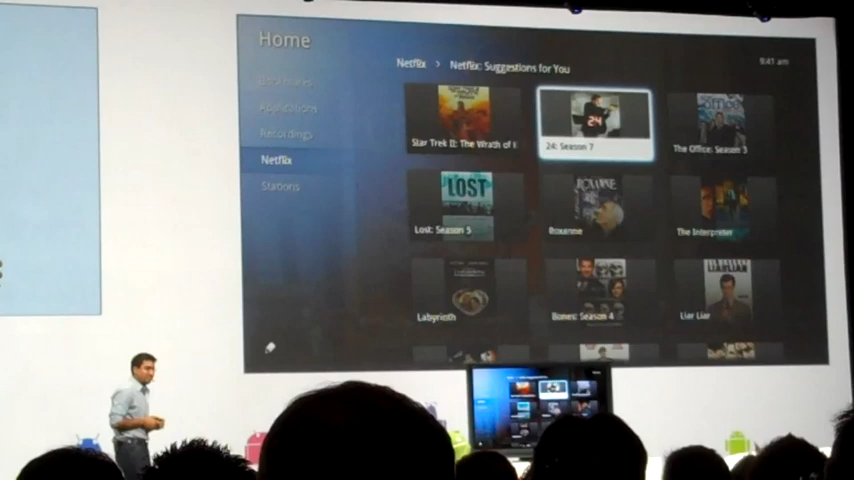 Home
Netflix > Netflix: Suggestions for You
9:41 am
Bookmarks
Applications
Recordings
Netflix
Stations
Star Trek II: The Wrath of K
24
24: Season 7
The Office: Season 3
LOST
Lost: Season 5
ROXANNE
Roxanne
The Interpreter
Labyrinth
Bones: Season 4
LIAR LIAR
Liar Liar